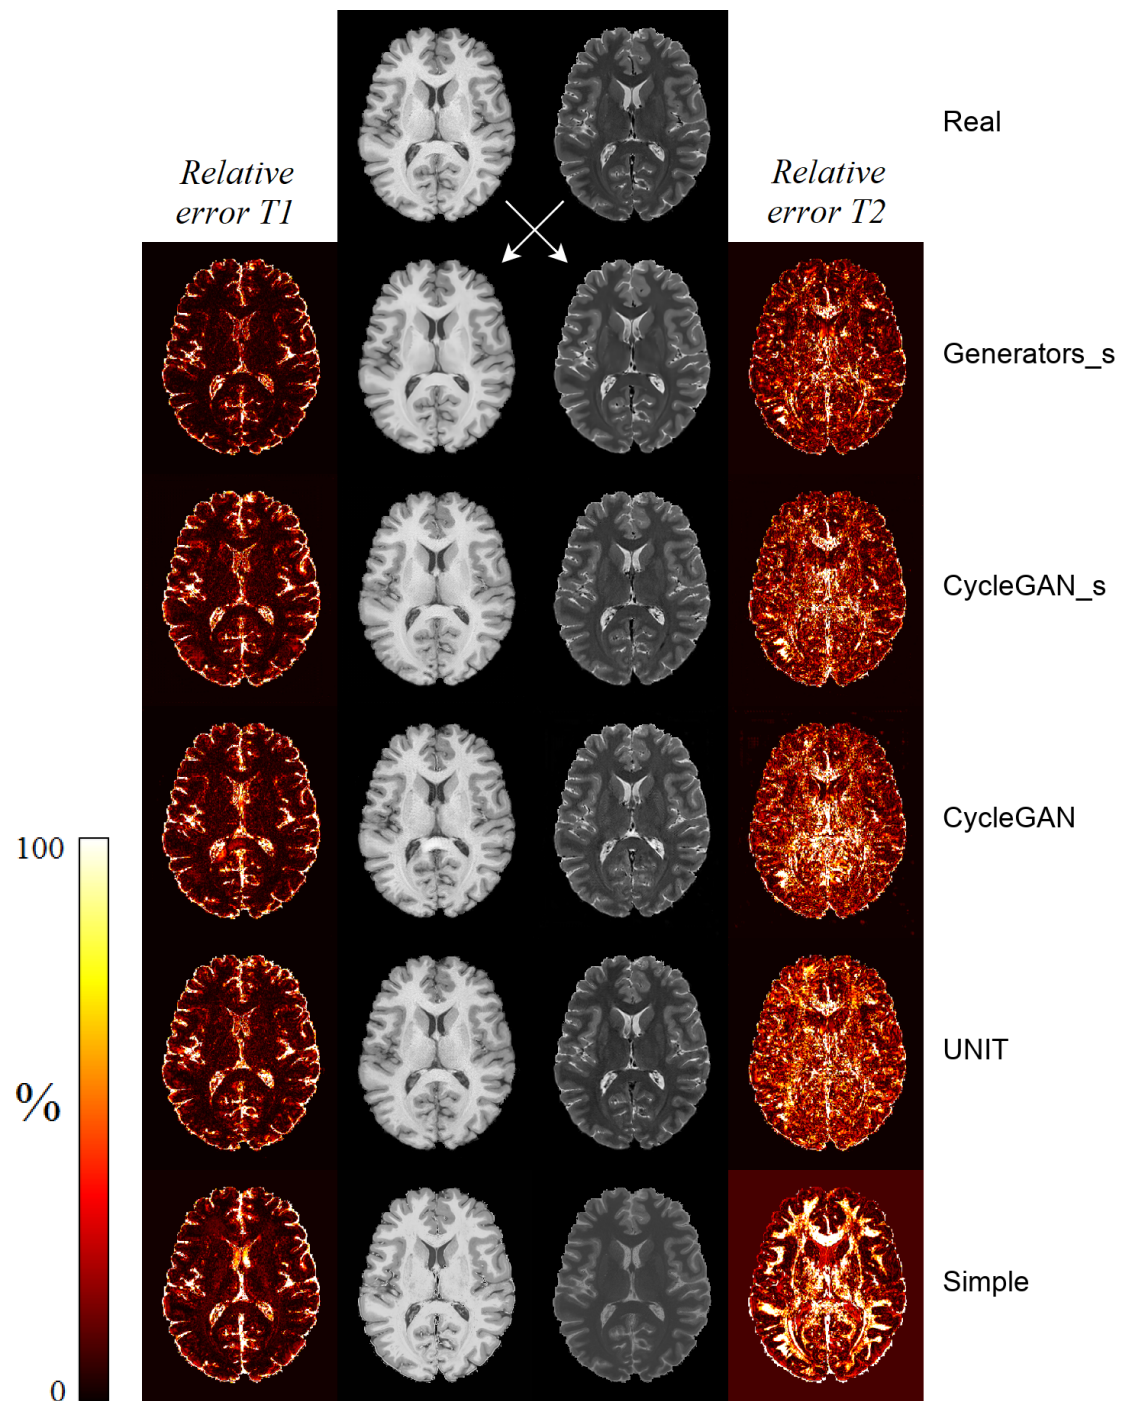 Real
Relative
error T1
Relative
error T2
Generators_s
CycleGAN_s
CycleGAN
100
UNIT
%
Simple
0